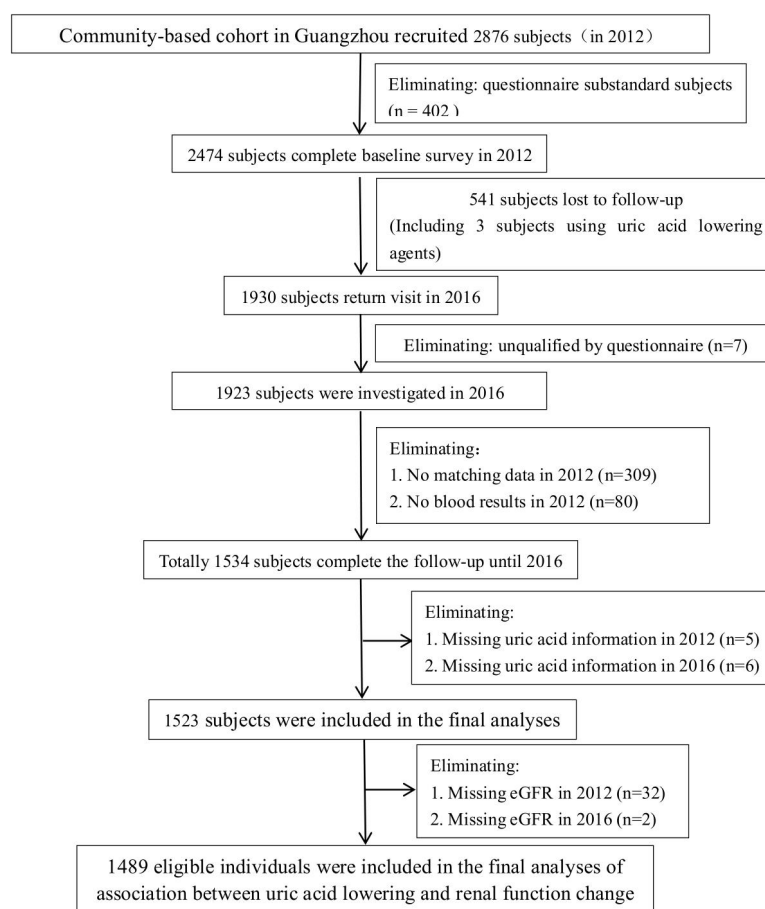 Community-based cohort in Guangzhou recruited 2876 subjects（in 2012）
Eliminating: questionnaire substandard subjects
(n = 402 )
2474 subjects complete baseline survey in 2012
541 subjects lost to follow-up
(Including 3 subjects using uric acid lowering
agents)
1930 subjects return visit in 2016
Eliminating: unqualified by questionnaire (n=7)
1923 subjects were investigated in 2016
Eliminating：
1. No matching data in 2012 (n=309)
2. No blood results in 2012 (n=80)
Totally 1534 subjects complete the follow-up until 2016
Eliminating:
1. Missing uric acid information in 2012 (n=5)
2. Missing uric acid information in 2016 (n=6)
1523 subjects were included in the final analyses
Eliminating:
1. Missing eGFR in 2012 (n=32)
2. Missing eGFR in 2016 (n=2)
1489 eligible individuals were included in the final analyses of
association between uric acid lowering and renal function change